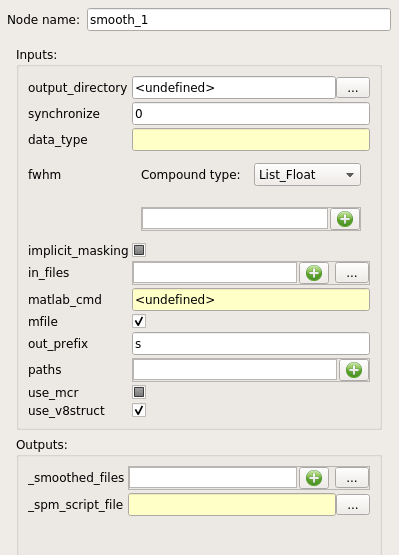 Node name: smooth_1
Inputs:
output_directory <undefined> ...
synchronize 0
data_type
fwhm Compound type: List_Float
implicit_masking
in_files ...
matlab_cmd <undefined>
mfile
out_prefix s
paths
use_mcr
use_v8struct
Outputs:
_smoothed_files ...
_spm_script_file ...